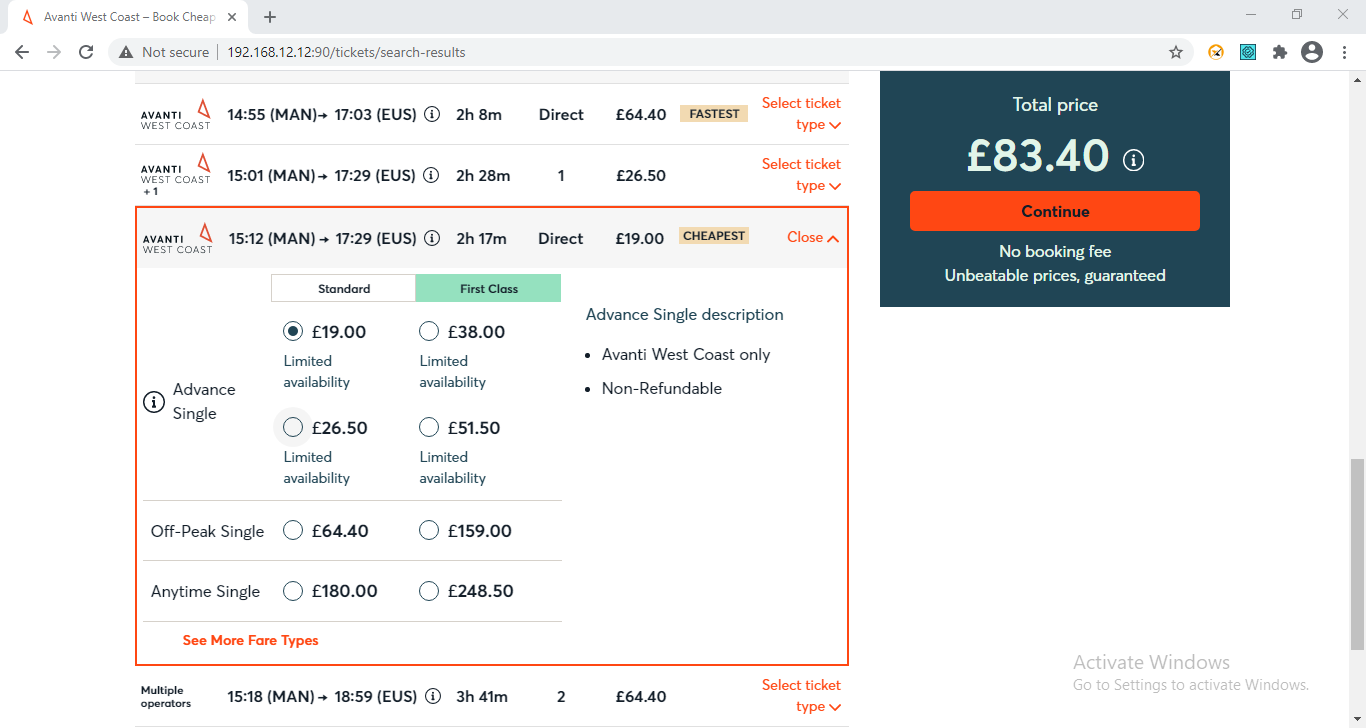 Avanti West Coast – Book Cheap
Not secure
192.168.12.12:90/tickets/search-results
AVANTI
WEST COAST
14:55 (MAN)→ 17:03 (EUS)
2h 8m
Direct
£64.40
FASTEST
Select ticket
type
AVANTI
WEST COAST
+ 1
15:01 (MAN)→ 17:29 (EUS)
2h 28m
1
£26.50
Select ticket
type
AVANTI
WEST COAST
15:12 (MAN)→ 17:29 (EUS)
2h 17m
Direct
£19.00
CHEAPEST
Close
Standard
First Class
Advance
Single
£19.00
Limited
availability
£38.00
Limited
availability
£26.50
Limited
availability
£51.50
Limited
availability
Off-Peak Single
£64.40
£159.00
Anytime Single
£180.00
£248.50
See More Fare Types
Advance Single description
• Avanti West Coast only
• Non-Refundable
Multiple
operators
15:18 (MAN)→ 18:59 (EUS)
3h 41m
2
£64.40
Select ticket
type
Total price
£83.40
Continue
No booking fee
Unbeatable prices, guaranteed
Activate Windows
Go to Settings to activate Windows.